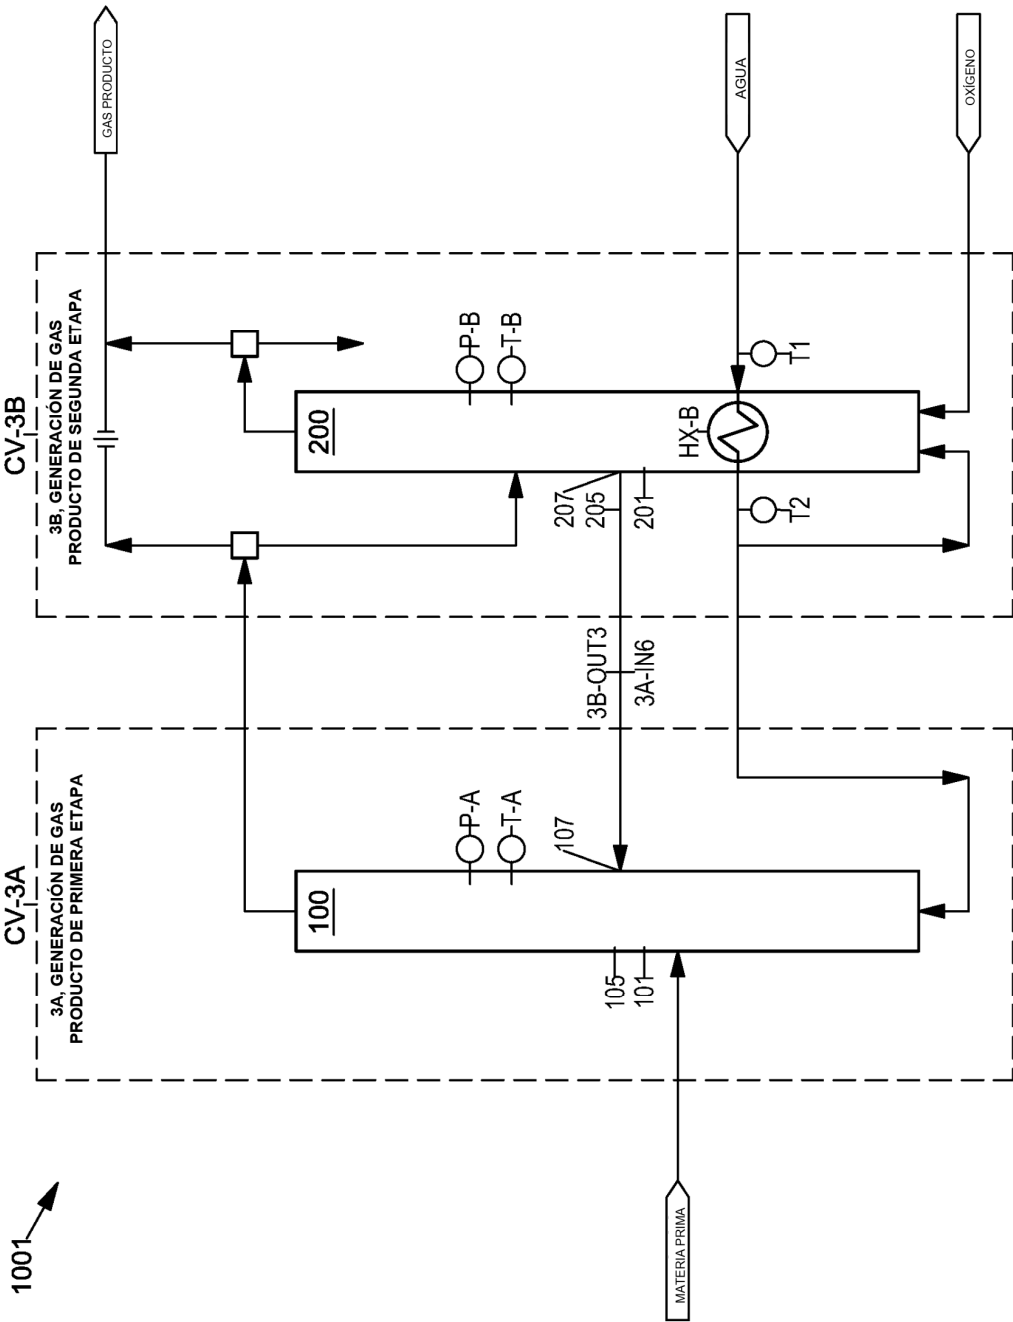 GAS PRODUCTO
AGUA
OXÍGENO
CV-3B
3B, GENERACIÓN DE GAS
PRODUCTO DE SEGUNDA ETAPA
200
P-B
T-B
HX-B
T1
T2
207
205
201
3B-OUT3
3A-IN6
CV-3A
3A, GENERACIÓN DE GAS
PRODUCTO DE PRIMERA ETAPA
100
P-A
T-A
107
105
101
1001
MATERIA PRIMA